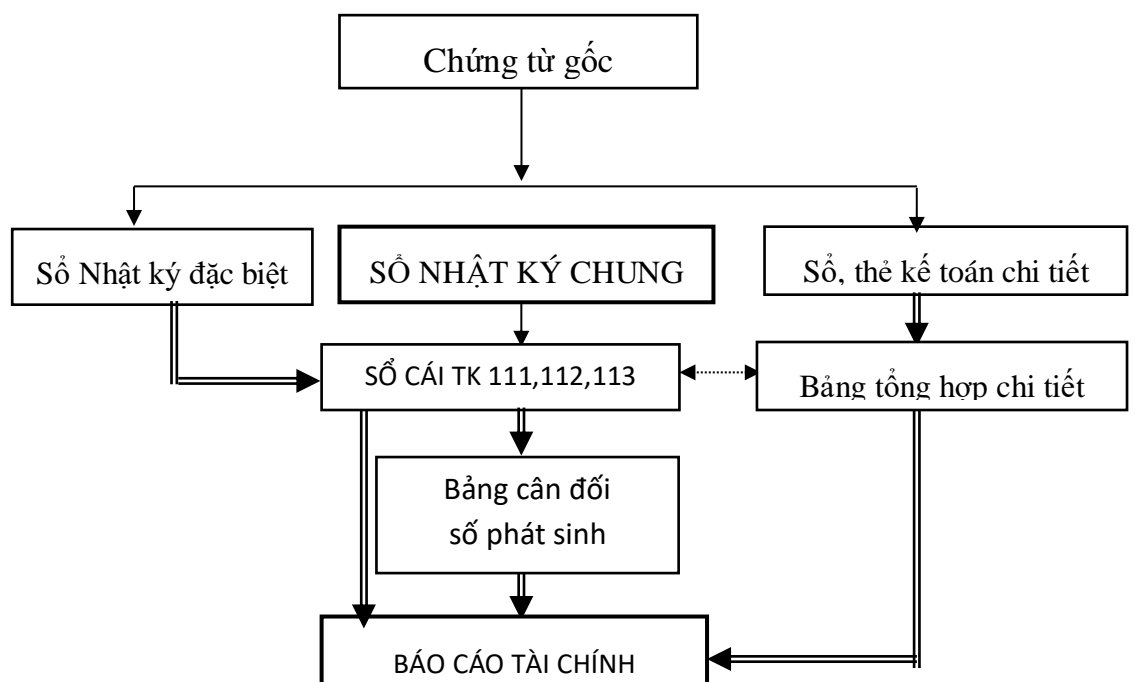 Chứng từ gốc
Sổ Nhật ký đặc biệt
SỔ NHẬT KÝ CHUNG
Sổ, thẻ kế toán chi tiết
SỔ CÁI TK 111,112,113
Bảng tổng hợp chi tiết
Bảng cân đối
số phát sinh
BÁO CÁO TÀI CHÍNH